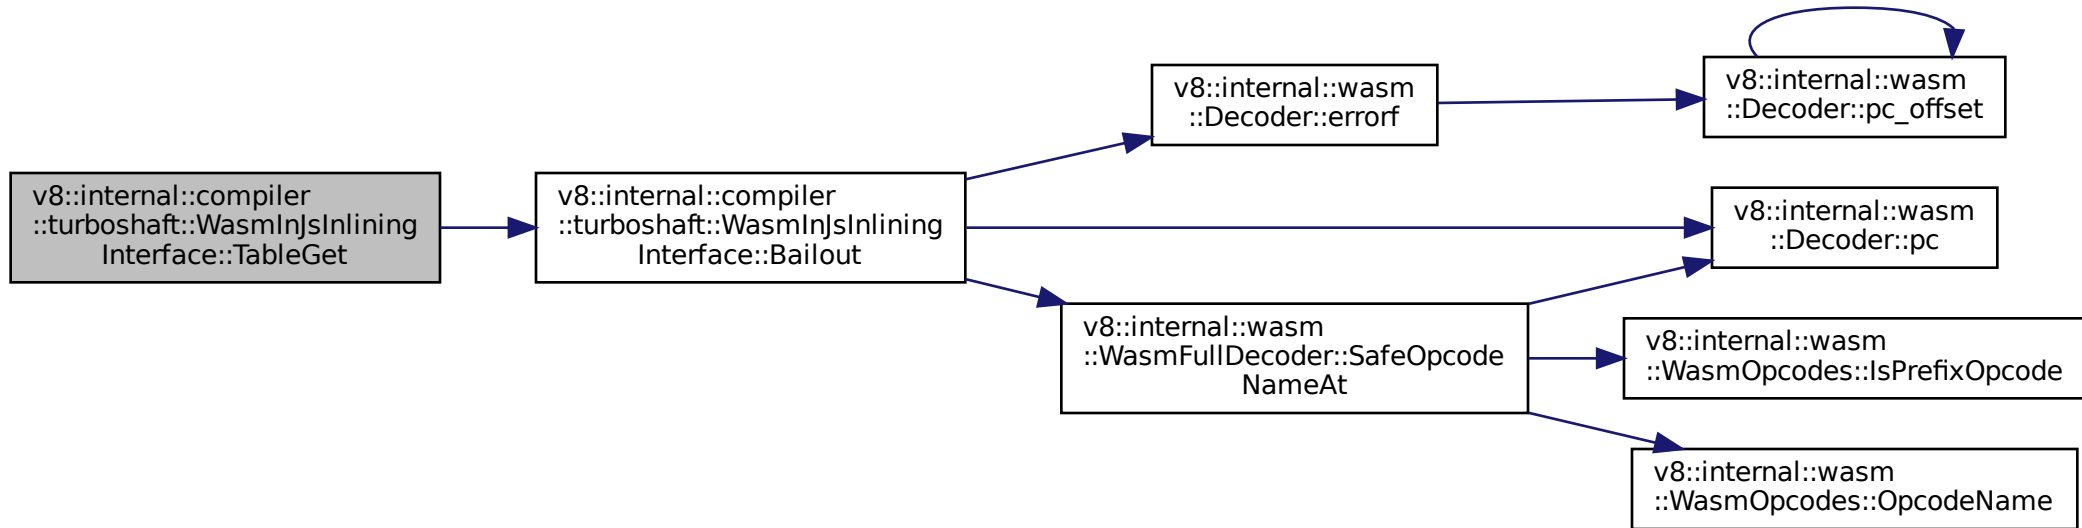 v8::internal::compiler
::turboshaft::WasmInJsInlining
Interface::TableGet
v8::internal::compiler
::turboshaft::WasmInJsInlining
Interface::Bailout
v8::internal::wasm
::Decoder::errorf
v8::internal::wasm
::Decoder::pc_offset
v8::internal::wasm
::Decoder::pc
v8::internal::wasm
::WasmFullDecoder::SafeOpcode
NameAt
v8::internal::wasm
::WasmOpcodes::IsPrefixOpcode
v8::internal::wasm
::WasmOpcodes::OpcodeName